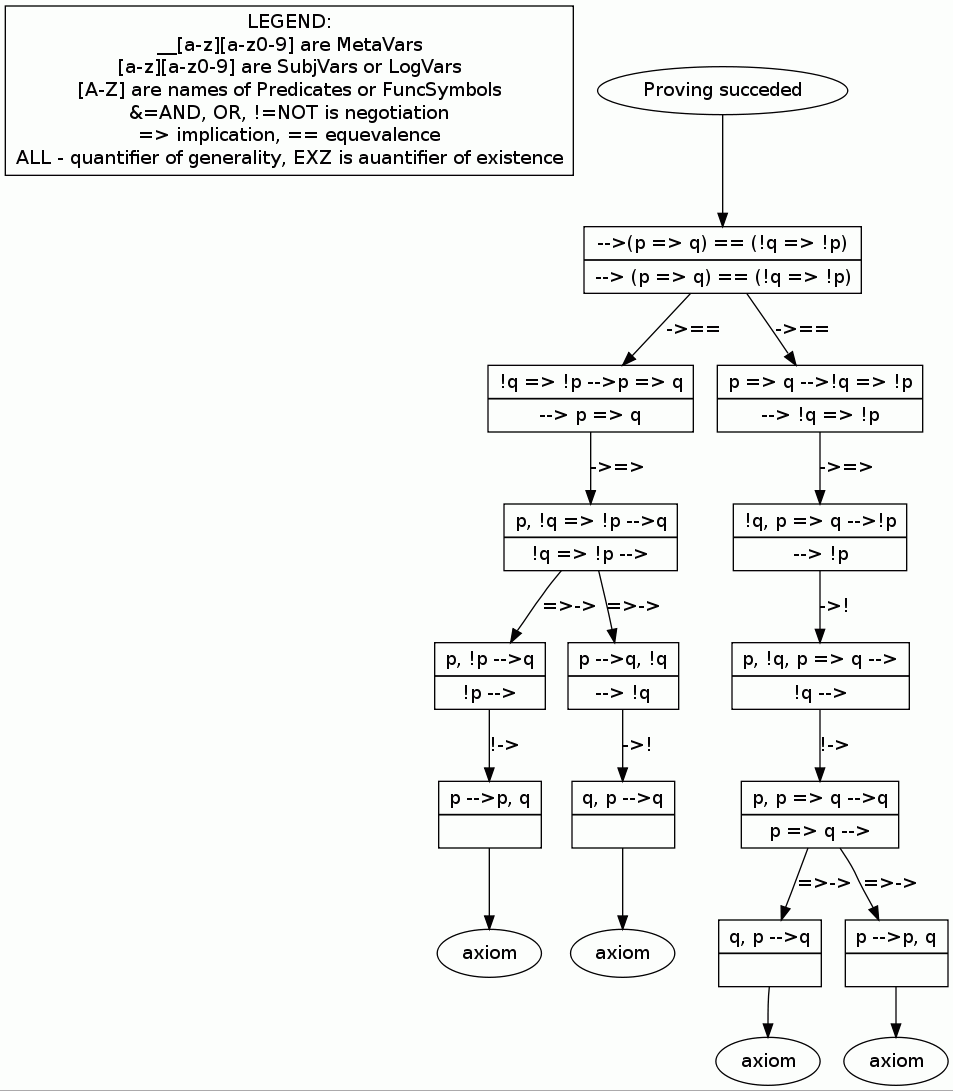 LEGEND:
__[a-z][a-z0-9] are MetaVars
[a-z][a-z0-9] are SubjVars or LogVars
[A-Z] are names of Predicates or FuncSymbols
&=AND, OR, !=NOT is negotiation
=> implication, == equevalence
ALL - quantifier of generality, EXZ is auantifier of existence
Proving succeded
-->(p => q) == (!q => !p)
--> (p => q) == (!q => !p)
->==
->==
!q => !p -->p => q
--> p => q
p => q -->!q => !p
--> !q => !p
->=>
->=>
p, !q => !p -->q
!q => !p -->
!q, p => q -->!p
--> !p
=>->
=>->
->!
p, !p -->q
!p -->
p -->q, !q
--> !q
p, !q, p => q -->
!q -->
!->
->!
!->
p -->p, q
q, p -->q
p, p => q -->q
p => q -->
=>->
=>->
q, p -->q
p -->p, q
axiom
axiom
axiom
axiom